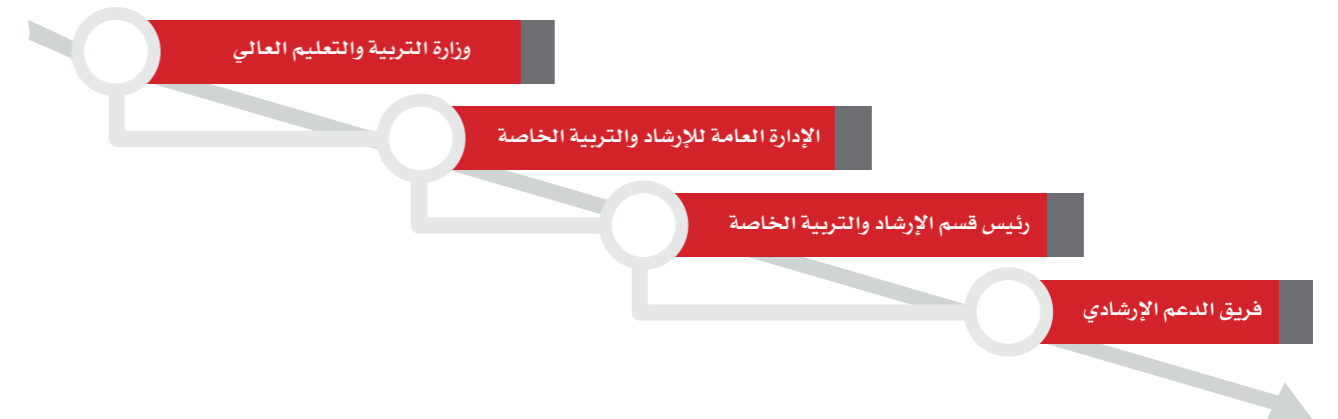 وزارة التربية والتعليم العالي
الإدارة العامة للإرشاد والتربية الخاصة
رئيس قسم الإرشاد والتربية الخاصة
فريق الدعم الإرشادي